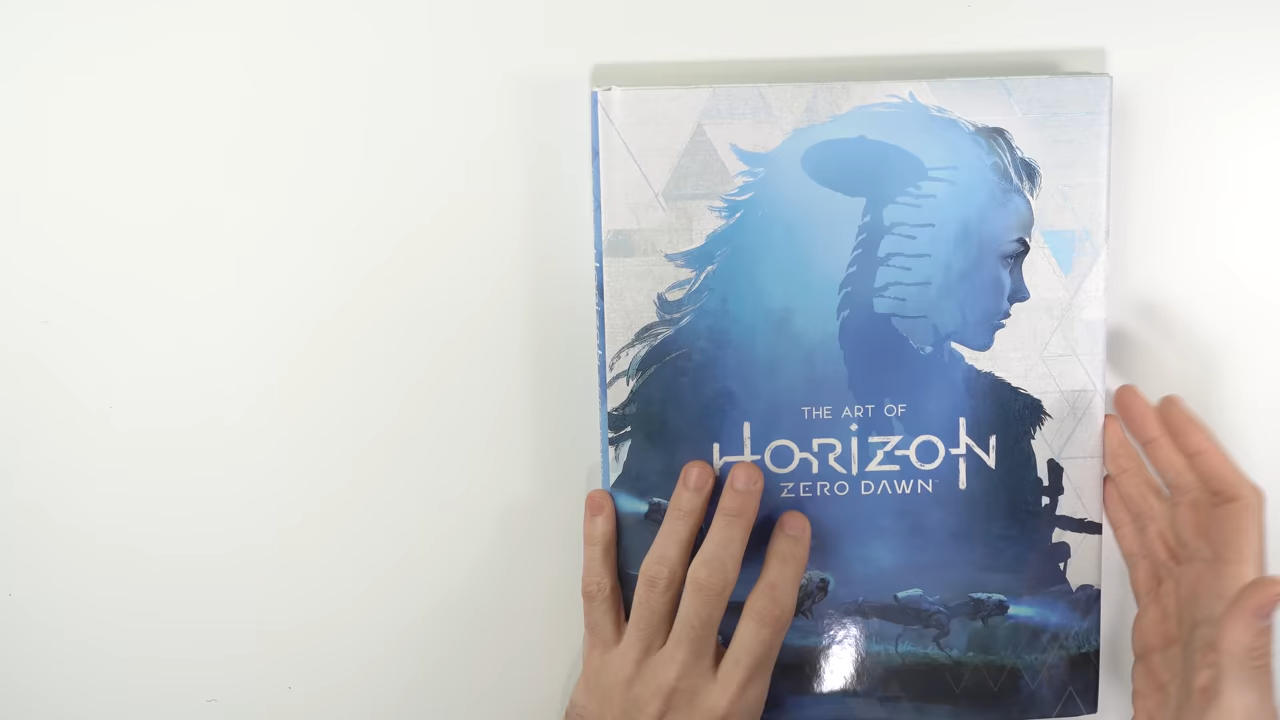 THE ART OF
HORIZON
ZERO DAWN™